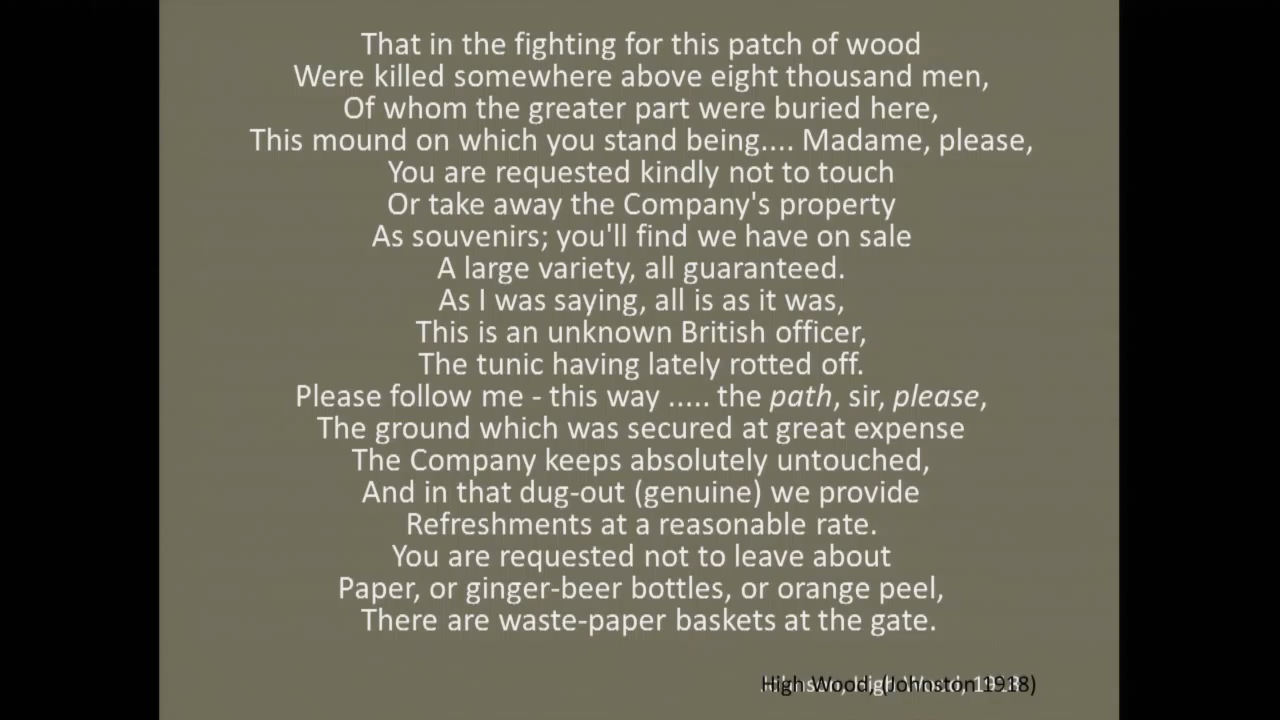 That in the fighting for this patch of wood
Were killed somewhere above eight thousand men,
Of whom the greater part were buried here,
This mound on which you stand being.... Madame, please,
You are requested kindly not to touch
Or take away the Company's property
As souvenirs; you'll find we have on sale
A large variety, all guaranteed.
As I was saying, all is as it was,
This is an unknown British officer,
The tunic having lately rotted off.
Please follow me - this way ..... the path, sir, please,
The ground which was secured at great expense
The Company keeps absolutely untouched,
And in that dug-out (genuine) we provide
Refreshments at a reasonable rate.
You are requested not to leave about
Paper, or ginger-beer bottles, or orange peel,
There are waste-paper baskets at the gate.
High Wood, (Johnston 1918)